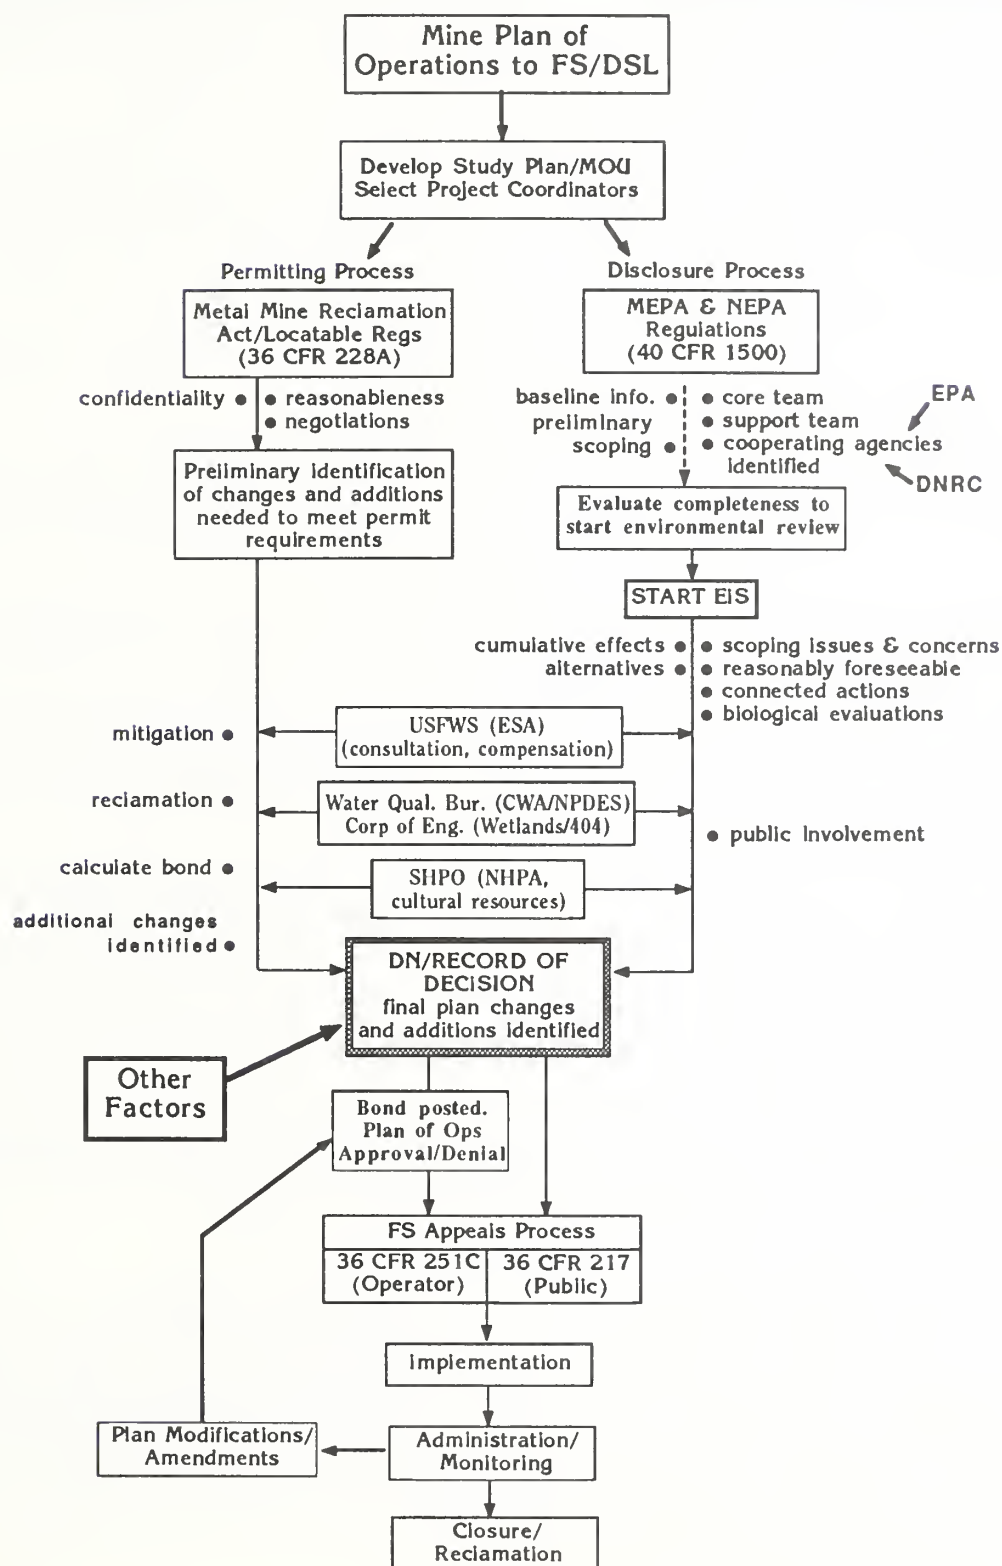 Mine Plan of
Operations to FS/DSL
Develop Study Plan/MOU
Select Project Coordinators
Permitting Process
Metal Mine Reclamation
Act/Locatable Regs
(36 CFR 228A)
confidentiality ●
● reasonableness
● negotiations
Preliminary identification
of changes and additions
needed to meet permit
requirements
Disclosure Process
MEPA & NEPA
Regulations
(40 CFR 1500)
baseline info. ●
preliminary
scoping ●
● core team
● support team
● cooperating agencies
identified
EPA
DNRC
Evaluate completeness to
start environmental review
START EIS
cumulative effects ●
alternatives ●
● scoping issues & concerns
● reasonably foreseeable
● connected actions
● biological evaluations
mitigation ●
USFWS (ESA)
(consultation, compensation)
reclamation ●
Water Qual. Bur. (CWA/NPDES)
Corp of Eng. (Wetlands/404)
● public involvement
calculate bond ●
SHPO (NHPA,
cultural resources)
additional changes
identified ●
DN/RECORD OF
DECISION
final plan changes
and additions identified
Other
Factors
Bond posted.
Plan of Ops
Approval/Denial
FS Appeals Process
36 CFR 251C
(Operator)
36 CFR 217
(Public)
Implementation
Plan Modifications/
Amendments
Administration/
Monitoring
Closure/
Reclamation